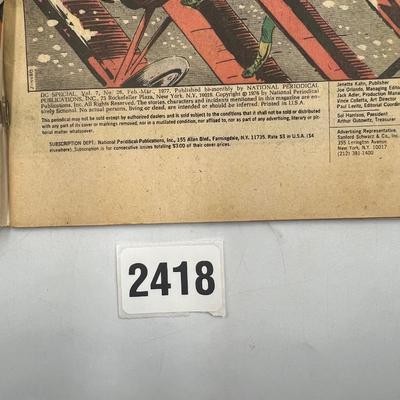 DC SPECIAL, Vol. 7, No. 26, Feb.-Mar., 1977. Published bi-monthly by NATIONAL PERIODICAL
PUBLICATIONS, INC., 75 Rockefeller Plaza, New York, N.Y. 10019. Copyright © 1976 by National Periodical
Publications, Inc. All Rights Reserved. The stories, characters and incidents mentioned in this magazine are en-
tirely fictional. No actual persons, living or dead, are intended or should be inferred. Printed in U.S.A.
This periodical may not be sold except by authorized dealers and is sold subject to the conditions that it shall not be sold or distributed
with any part of its cover or markings removed, nor in a mutilated condition, nor affixed to, nor as part of any advertising, literary or pic-
torial matter whatsoever.
SUBSCRIPTION DEPT. National Periodical Publications, Inc., 155 Allen Blvd., Farmingdale, N.Y. 11735. Rate $3 in U.S.A. ($4
elsewhere). Subscription is for consecutive issues totaling $3.00 of their cover prices.
Jenette Kahn, Publisher
Joe Orlando, Managing Editor
Jack Adler, Production Mana
Vince Colletta, Art Director
Paul Levitz, Editorial Coordin
Sol Harrison, President
Arthur Gutowitz, Treasurer
Advertising Representative.
Sanford Schwarz & Co., Inc.
355 Lexington Avenue
New York, N.Y. 10017
(212) 391-1400
2418